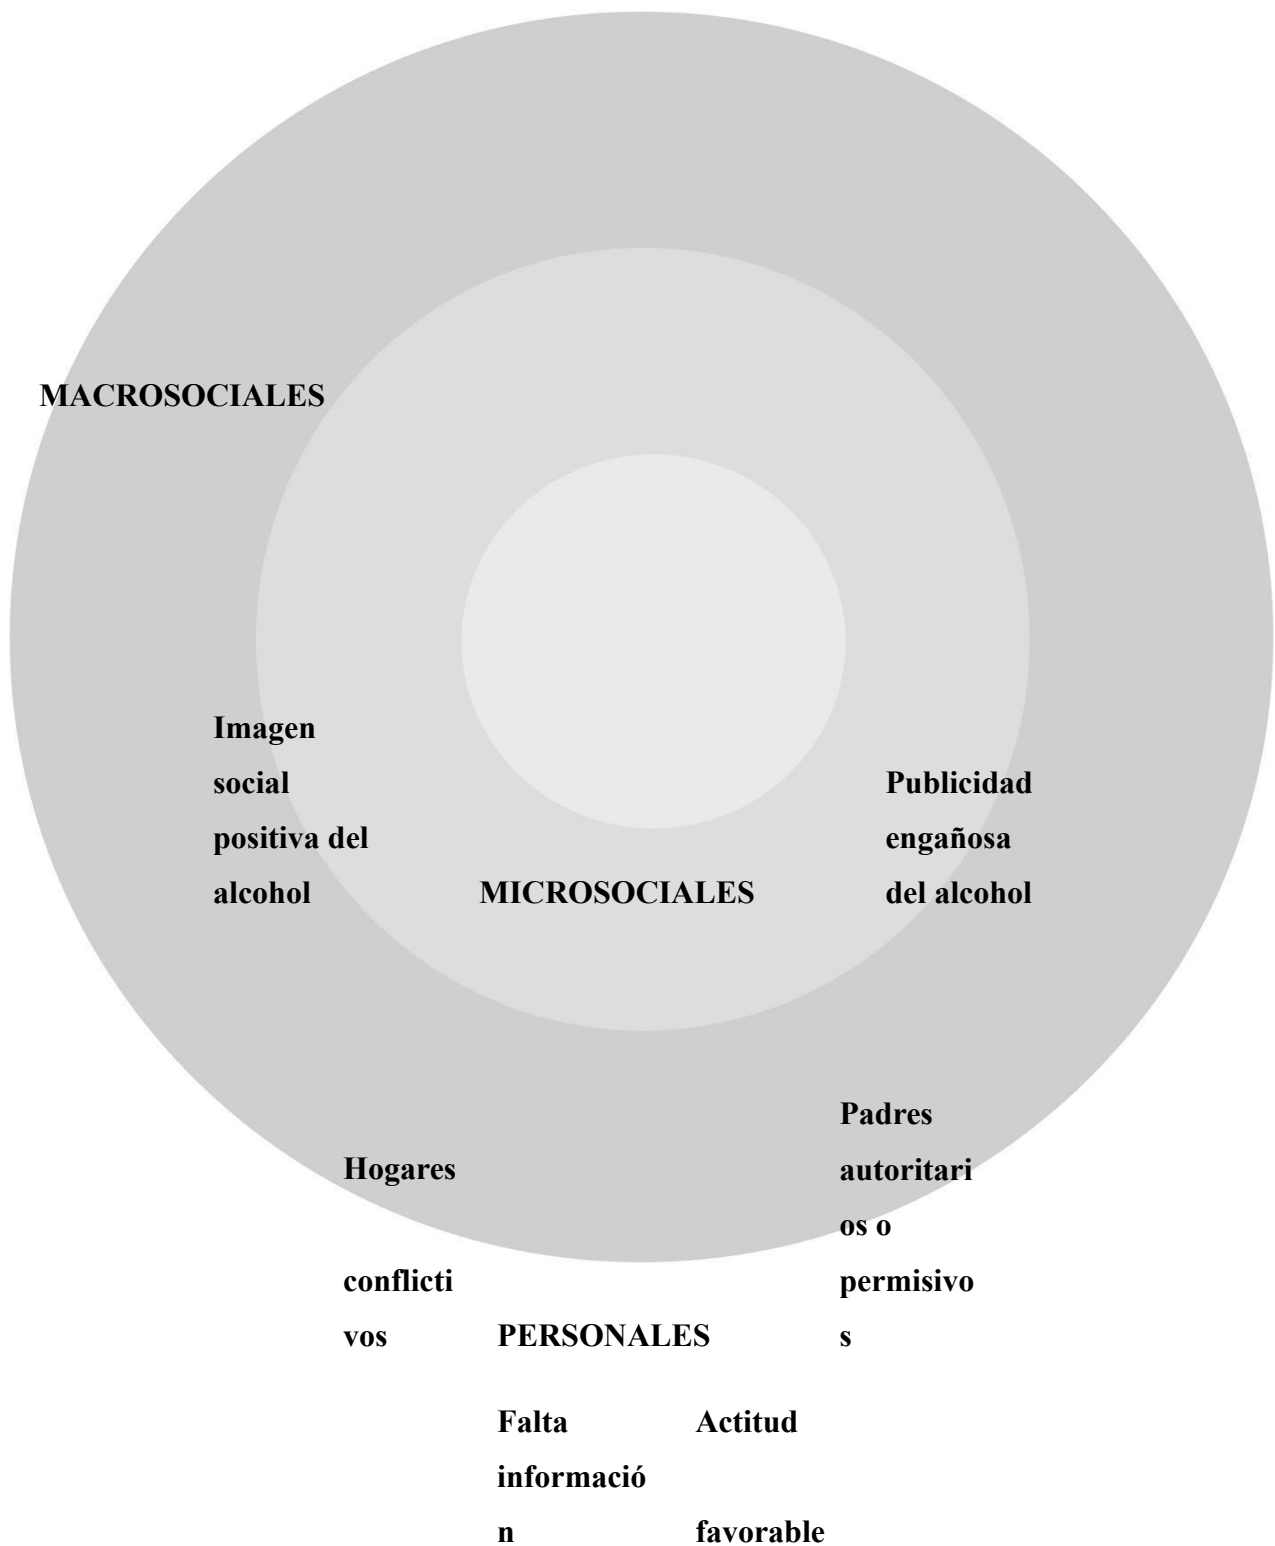 MACROSOCIALES
Imagen
social
positiva del
alcohol
MICROSOCIALES
Publicidad
engañosa
del alcohol
Hogares
conflicti
vos
PERSONALES
Padres
autoritari
os o
permisivo
s
Falta
informació
n
Actitud
favorable